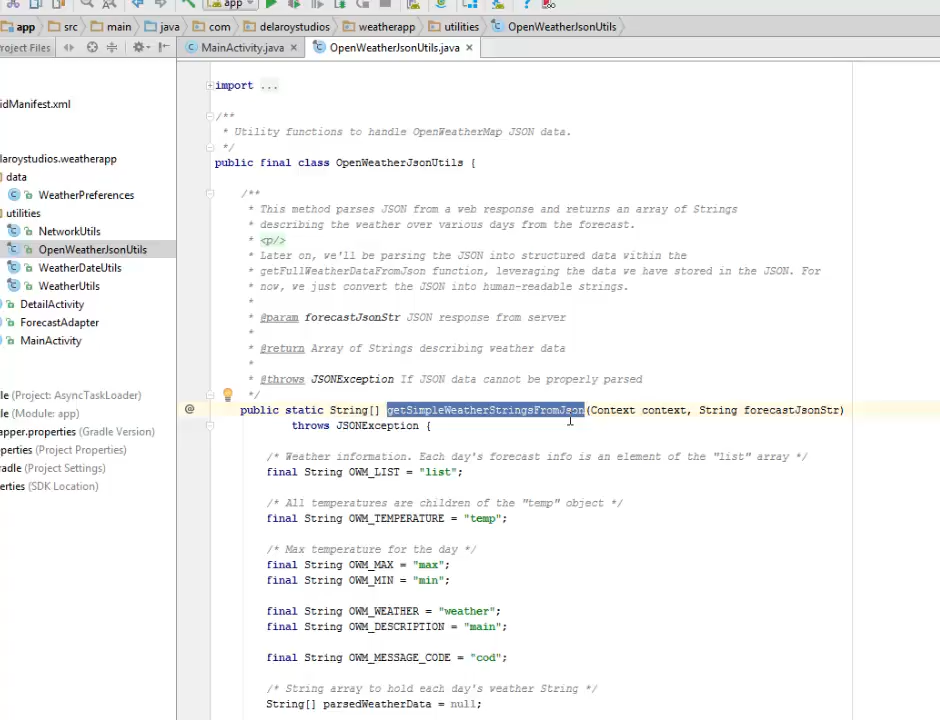 app
app src main java com delaroystudios weatherapp utilities OpenWeatherJsonUtils
roject Files MainActivity.java OpenWeatherJsonUtils.java
idManifest.xml
laroystudios.weatherapp
data
WeatherPreferences
utilities
NetworkUtils
OpenWeatherJsonUtils
WeatherDateUtils
WeatherUtils
DetailActivity
ForecastAdapter
MainActivity
le (Project: AsyncTaskLoader)
le (Module: app)
apper.properties (Gradle Version)
perties (Project Properties)
radle (Project Settings)
erties (SDK Location)
import ...
/**
* Utility functions to handle OpenWeatherMap JSON data.
*/
public final class OpenWeatherJsonUtils {
/**
* This method parses JSON from a web response and returns an array of Strings
* describing the weather over various days from the forecast.
* <p/>
* Later on, we'll be parsing the JSON into structured data within the
* getFullWeatherDataFromJson function, leveraging the data we have stored in the JSON. For
* now, we just convert the JSON into human-readable strings.
*
* @param forecastJsonStr JSON response from server
*
* @return Array of Strings describing weather data
*
* @throws JSONException If JSON data cannot be properly parsed
*/
@ public static String[] getSimpleWeatherStringsFromJson(Context context, String forecastJsonStr)
throws JSONException {
/* Weather information. Each day's forecast info is an element of the "list" array */
final String OWM_LIST = "list";
/* All temperatures are children of the "temp" object */
final String OWM_TEMPERATURE = "temp";
/* Max temperature for the day */
final String OWM_MAX = "max";
final String OWM_MIN = "min";
final String OWM_WEATHER = "weather";
final String OWM_DESCRIPTION = "main";
final String OWM_MESSAGE_CODE = "cod";
/* String array to hold each day's weather String */
String[] parsedWeatherData = null;